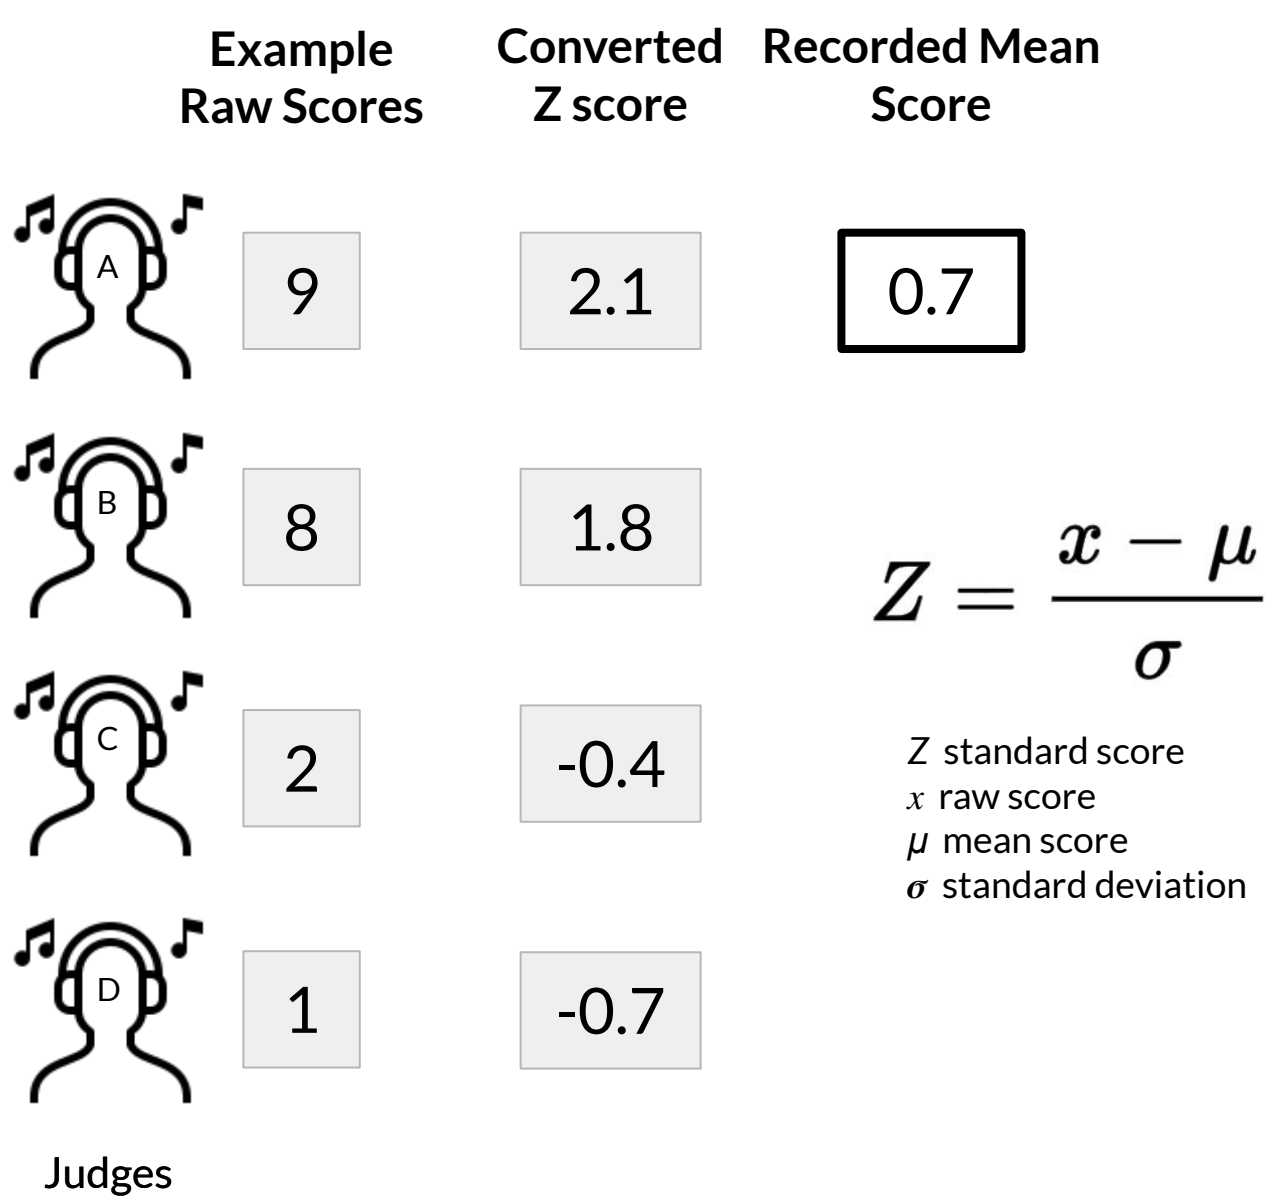 Example
Raw Scores
Converted
Z score
Recorded Mean
Score
A
9
2.1
0.7
B
8
1.8
Z = x − μ / σ
C
2
-0.4
Z standard score
x raw score
μ mean score
σ standard deviation
D
1
-0.7
Judges